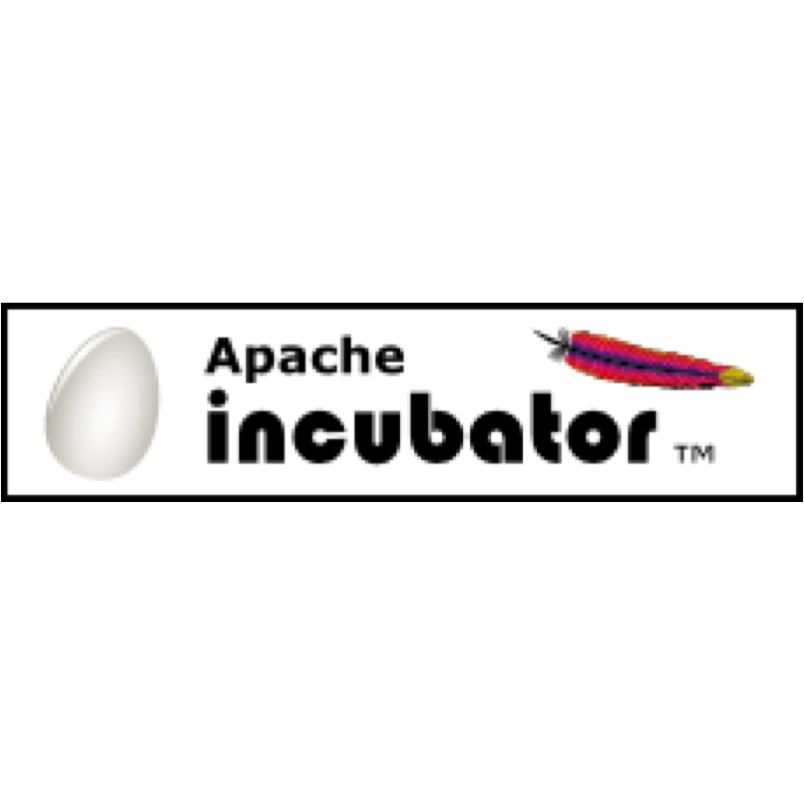 Apache
incubator ™